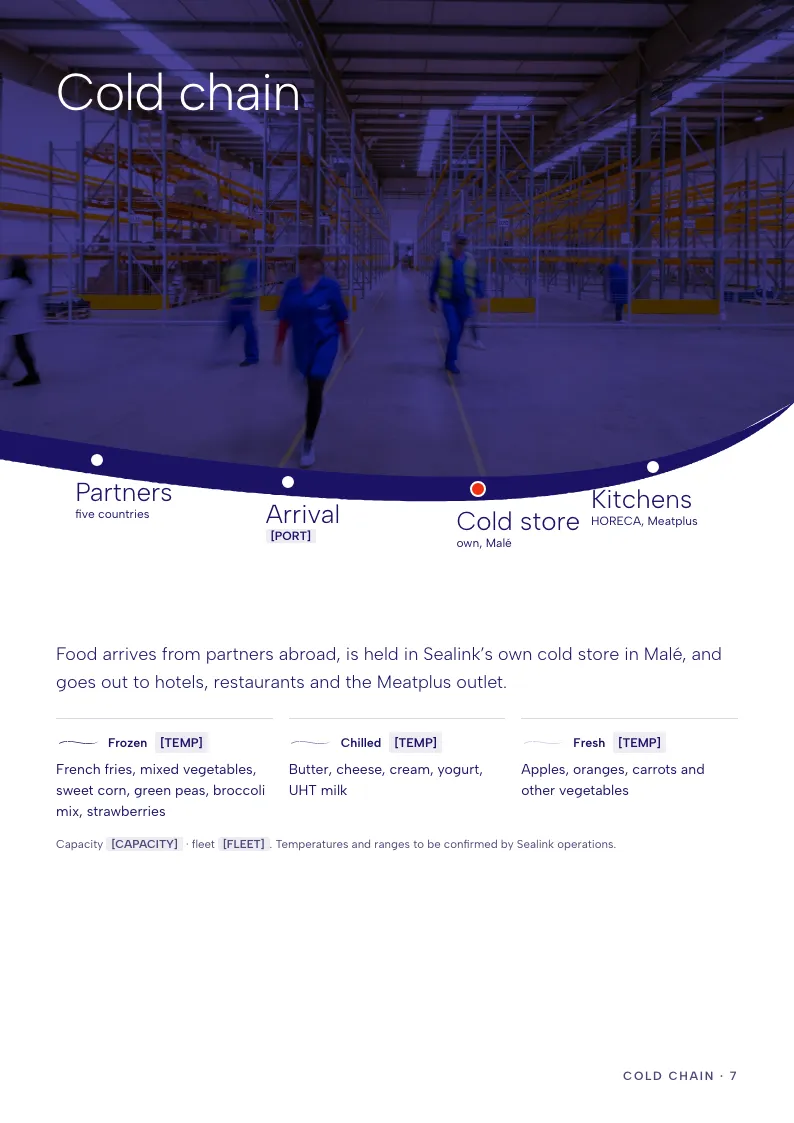 Cold chain
Partners
five countries
Arrival
[PORT]
Cold store
own, Malé
Kitchens
HORECA, Meatplus
Food arrives from partners abroad, is held in Sealink’s own cold store in Malé, and
goes out to hotels, restaurants and the Meatplus outlet.
Frozen [TEMP]
French fries, mixed vegetables,
sweet corn, green peas, broccoli
mix, strawberries
Chilled [TEMP]
Butter, cheese, cream, yogurt,
UHT milk
Fresh [TEMP]
Apples, oranges, carrots and
other vegetables
Capacity [CAPACITY] · fleet [FLEET]. Temperatures and ranges to be confirmed by Sealink operations.
COLD CHAIN · 7